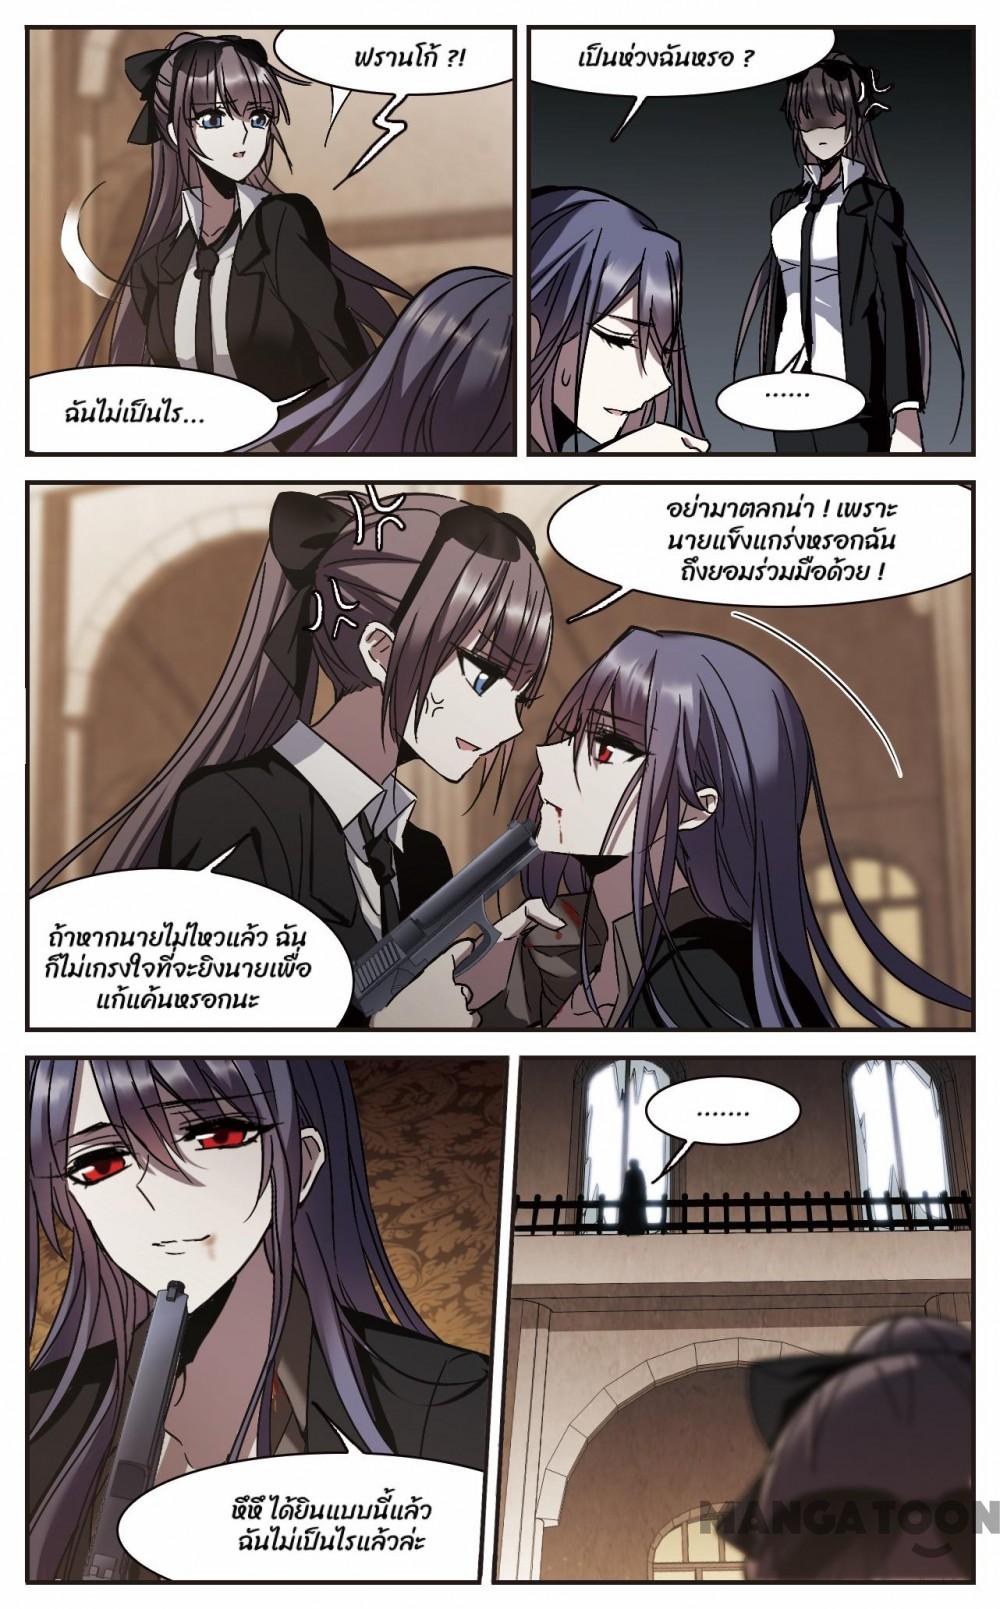 ฟรานโก้ ?!
ฉันไม่เป็นไร...
เป็นห่วงฉันหรอ ?
......
อย่ามาตลกน่า ! เพราะ
นายแข็งแกร่งหรอกฉัน
ถึงยอมร่วมมือด้วย !
ถ้าหากนายไม่ไหวแล้ว ฉัน
ก็ไม่เกรงใจที่จะยิงนายเพื่อ
แก้แค้นหรอกนะ
หึหึ ได้ยินแบบนี้แล้ว
ฉันไม่เป็นไรแล้วล่ะ
.......
MANGATOON